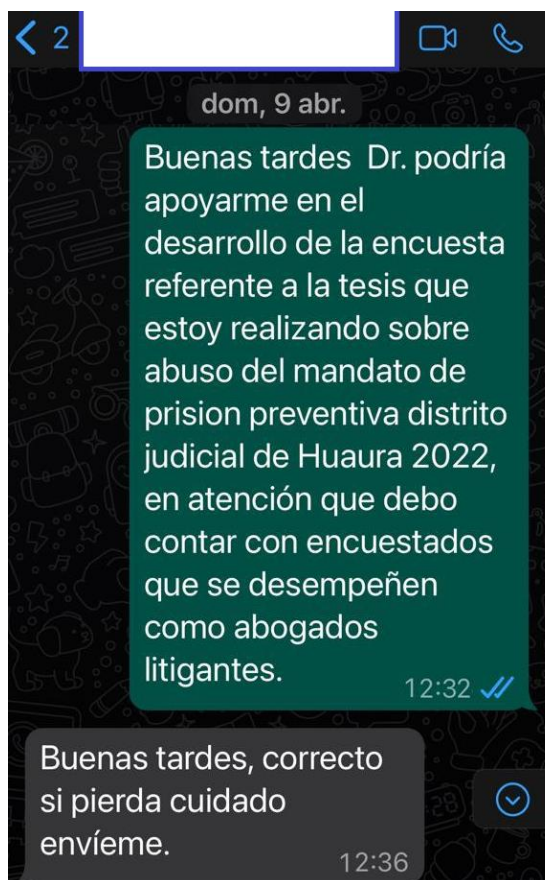 2
dom, 9 abr.
Buenas tardes  Dr. podría
apoyarme en el
desarrollo de la encuesta
referente a la tesis que
estoy realizando sobre
abuso del mandato de
prision preventiva distrito
judicial de Huaura 2022,
en atención que debo
contar con encuestados
que se desempeñen
como abogados
litigantes.
12:32
Buenas tardes, correcto
si pierda cuidado
envíeme.
12:36